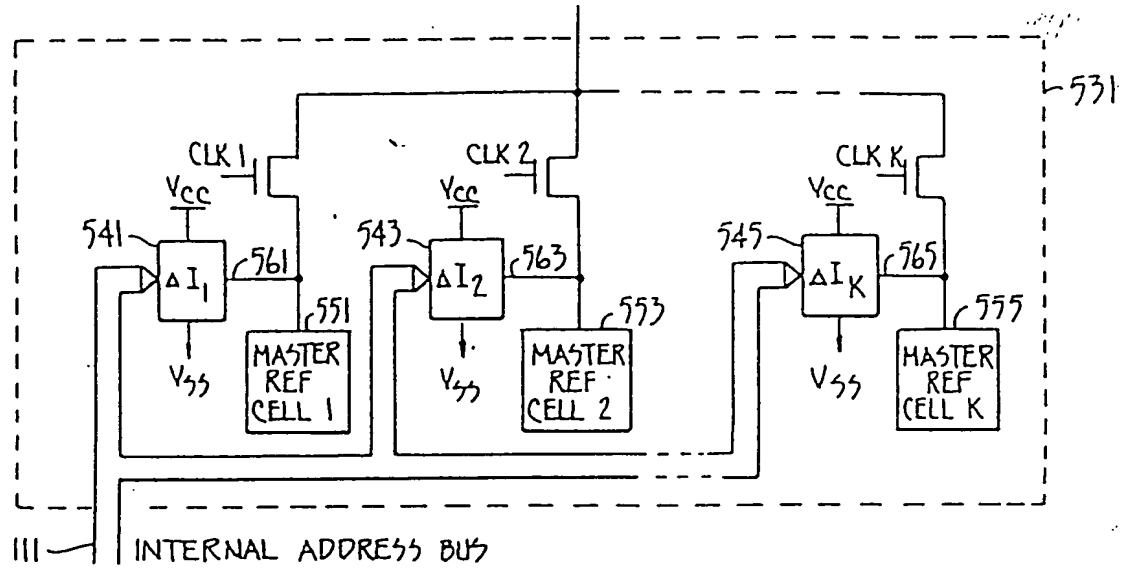 531
CLK 1
CLK 2
CLK K
VCC
VCC
VCC
541
543
545
ΔI1
561
ΔI2
563
ΔIK
565
551
553
555
VSS
VSS
VSS
MASTER
REF
CELL 1
MASTER
REF
CELL 2
MASTER
REF
CELL K
111
INTERNAL ADDRESS BUS